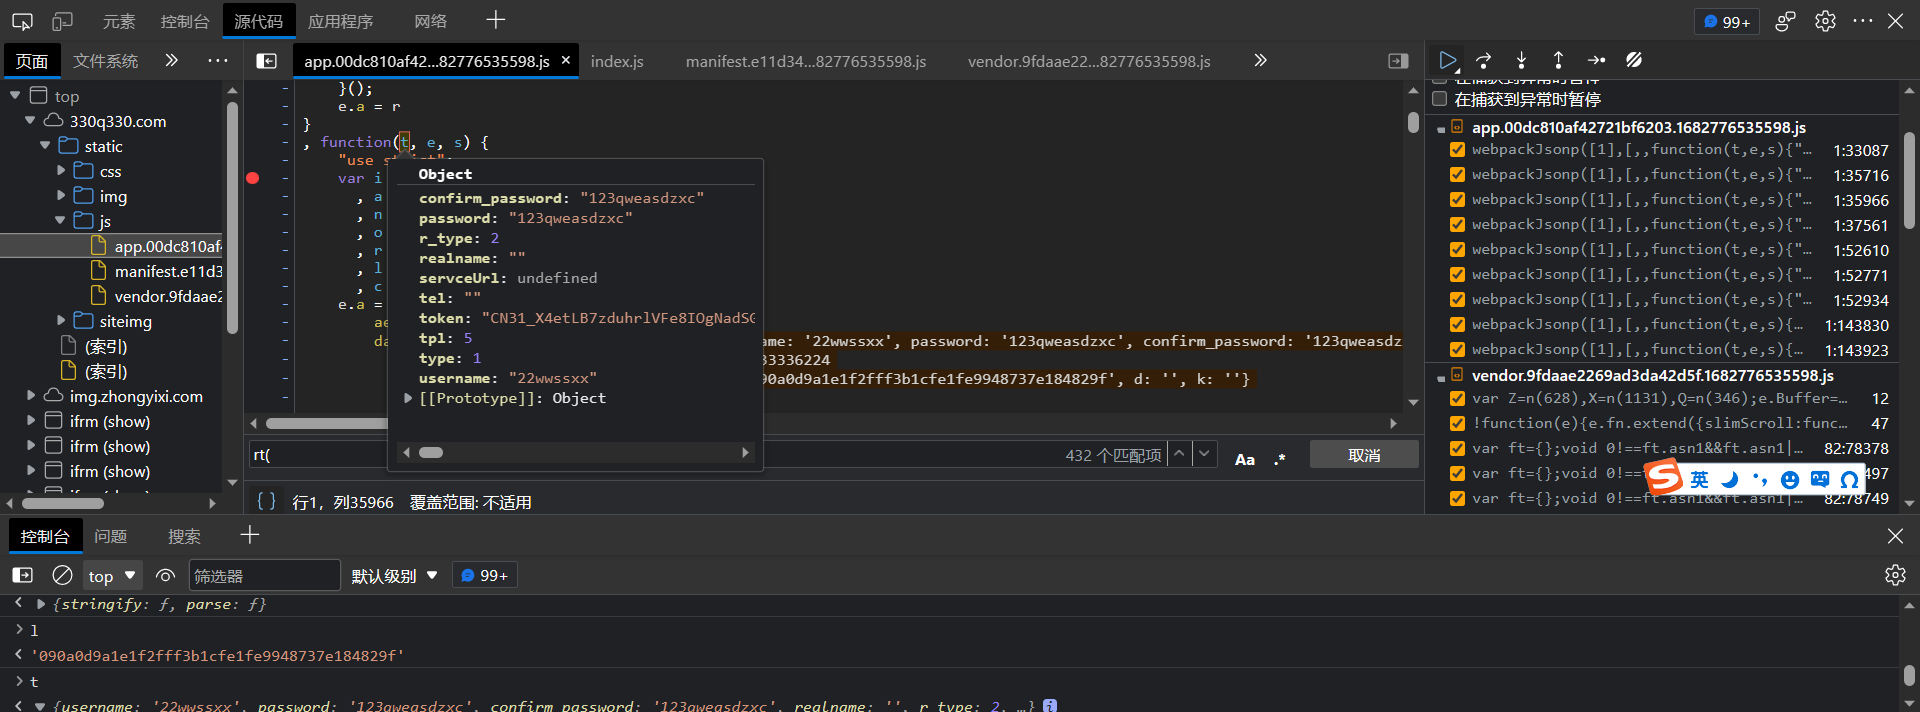 元素 控制台 源代码 应用程序 网络 99+
页面 文件系统 app.00dc810af42...82776535598.js index.js manifest.e11d34...82776535598.js vendor.9fdaae22...82776535598.js
top
330q330.com
static
css
img
js
app.00dc810af4
manifest.e11d3
vendor.9fdaae2
siteimg
(索引)
(索引)
img.zhongyixi.com
ifrm (show)
ifrm (show)
ifrm (show)
}();
e.a = r
}
, function(t, e, s) {
"use strict";
var i
, a
, n
, o
, r
, l
, c
e.a =
ae
da
Object
confirm_password: "123qweasdzxc"
password: "123qweasdzxc"
r_type: 2
realname: ""
servceUrl: undefined
tel: ""
token: "CN31_X4etLB7zduhrlVFe8IOgNadSG
tpl: 5
type: 1
username: "22wwssxx"
[[Prototype]]: Object
ame: '22wwssxx', password: '123qweasdzxc', confirm_password: '123qweasdz
33336224
90a0d9a1e1f2fff3b1cfe1fe9948737e184829f', d: '', k: ''}
rt( 432 个匹配项 Aa .* 取消
{ } 行1，列35966 覆盖范围: 不适用
在捕获到异常时暂停
app.00dc810af42721bf6203.1682776535598.js
webpackJsonp([1],[,,function(t,e,s){"… 1:33087
webpackJsonp([1],[,,function(t,e,s){"… 1:35716
webpackJsonp([1],[,,function(t,e,s){"… 1:35966
webpackJsonp([1],[,,function(t,e,s){"… 1:37561
webpackJsonp([1],[,,function(t,e,s){"… 1:52610
webpackJsonp([1],[,,function(t,e,s){"… 1:52771
webpackJsonp([1],[,,function(t,e,s){"… 1:52934
webpackJsonp([1],[,,function(t,e,s){… 1:143830
webpackJsonp([1],[,,function(t,e,s){… 1:143923
vendor.9fdaae2269ad3da42d5f.1682776535598.js
var Z=n(628),X=n(1131),Q=n(346);e.Buffer=… 12
!function(e){e.fn.extend({slimScroll:func… 47
var ft={};void 0!==ft.asn1&&ft.asn1|… 82:78378
var ft={};void 0!== 497
var ft={};void 0!==ft.asn1&&ft.asn1|… 82:78749
英
控制台 问题 搜索
top 筛选器 默认级别 99+
{stringify: ƒ, parse: ƒ}
l
'090a0d9a1e1f2fff3b1cfe1fe9948737e184829f'
t
{username: '22wwssxx', password: '123qweasdzxc', confirm_password: '123qweasdzxc', realname: '', r_type: 2, …}